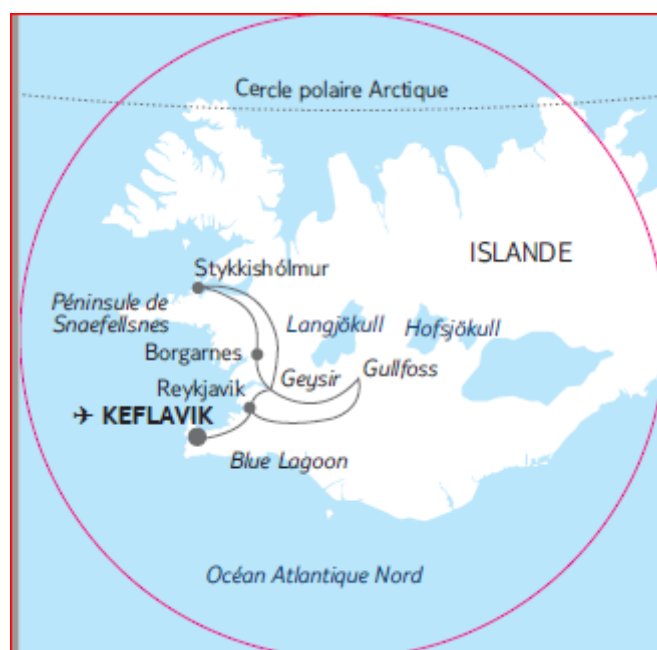 Cercle polaire Arctique
ISLANDE
Stykkishólmur
Péninsule de
Snaefellsnes
Langjökull
Hofsjökull
Borgarnes
Geysir
Gullfoss
Reykjavik
✈ KEFLAVIK
Blue Lagoon
Océan Atlantique Nord